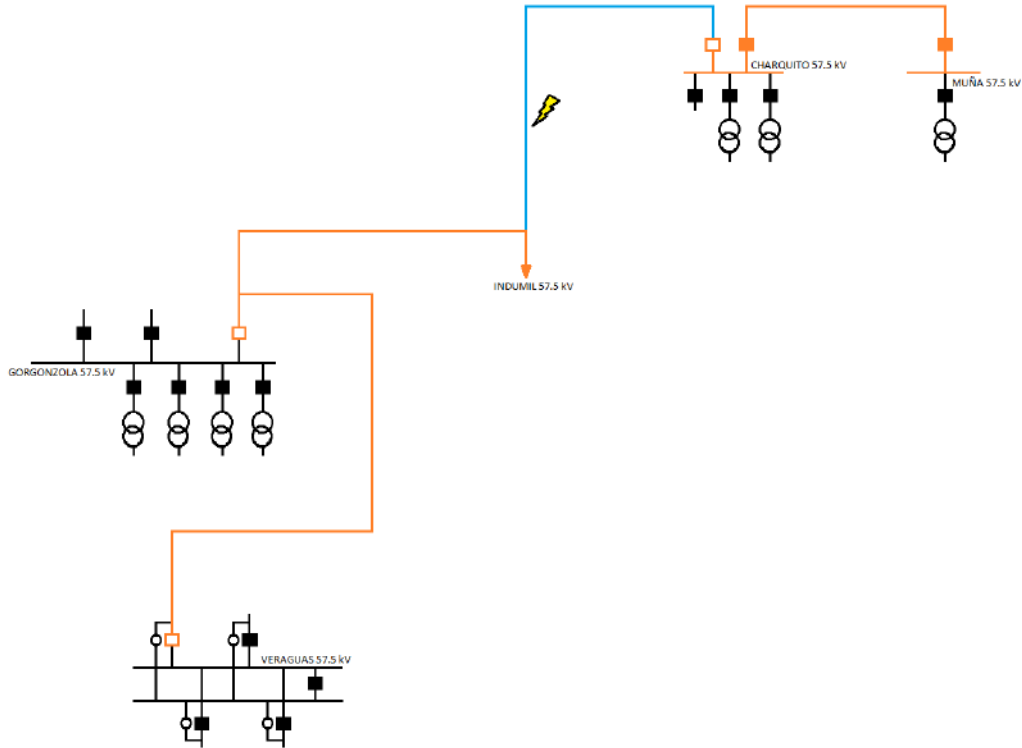 CHARQUITO 57.5 kV
MUÑA 57.5 kV
INDUMIL 57.5 kV
GORGONZOLA 57.5 kV
VERAGUAS 57.5 kV